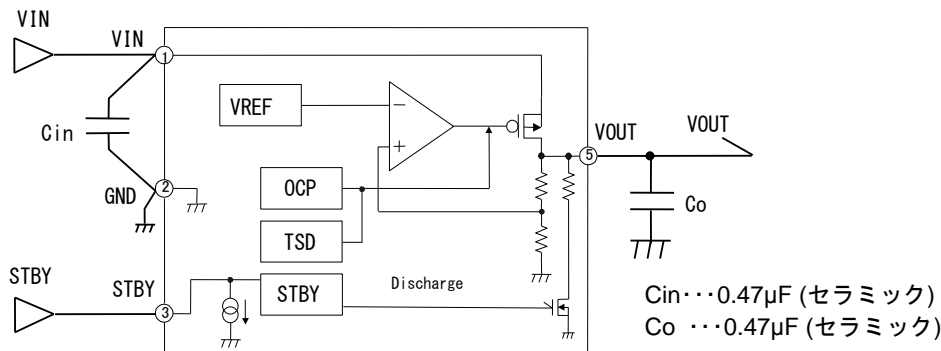 VIN
VIN
1
VREF
−
+
Cin
VOUT
VOUT
5
2
GND
OCP
Co
TSD
STBY
STBY
3
STBY
Discharge
Cin･･･0.47μF (セラミック)
Co ･･･0.47μF (セラミック)